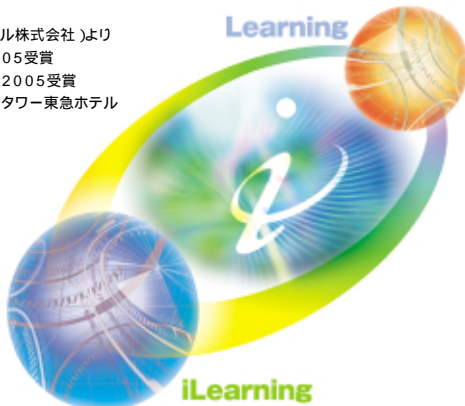 ル株式会社)より
05受賞
2005受賞
タワー東急ホテル
Learning
i
iLearning